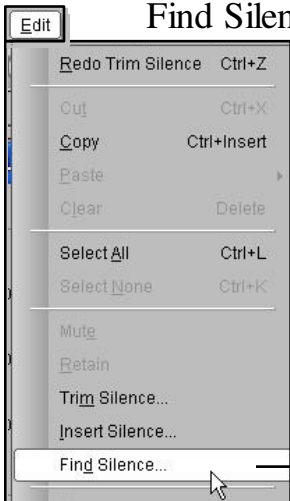 Find Silen
Edit
Redo Trim Silence Ctrl+Z
Cut Ctrl+X
Copy Ctrl+Insert
Paste
Clear Delete
Select All Ctrl+L
Select None Ctrl+K
Mute
Retain
Trim Silence...
Insert Silence...
Find Silence...